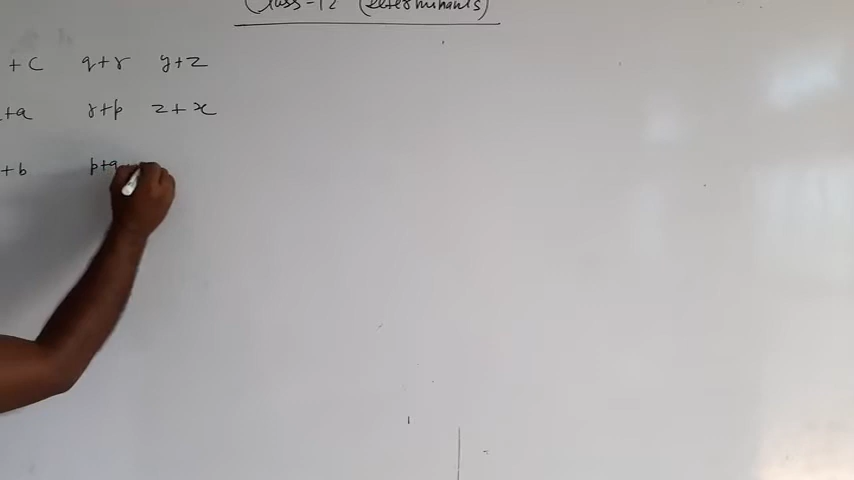 Class-12 (Determinants)
+ c q+r y+z
+a r+p z+x
+ b p+q